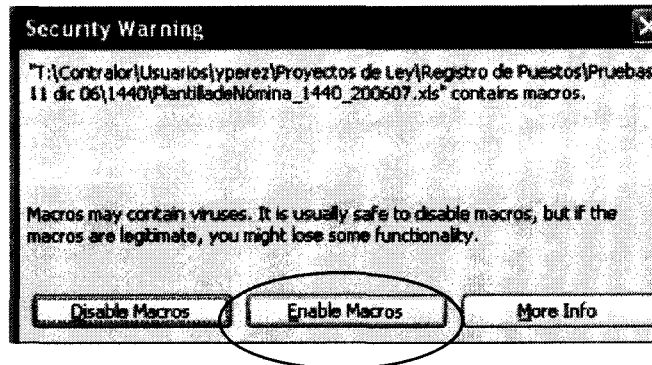 Security Warning
"T:\Contralor\Usuarios\yperez\Proyectos de Ley\Registro de Puestos\Pruebas
11 dic 06\1440\PlantilladeNómina_1440_200607.xls" contains macros.
Macros may contain viruses. It is usually safe to disable macros, but if the
macros are legitimate, you might lose some functionality.
Disable Macros Enable Macros More Info